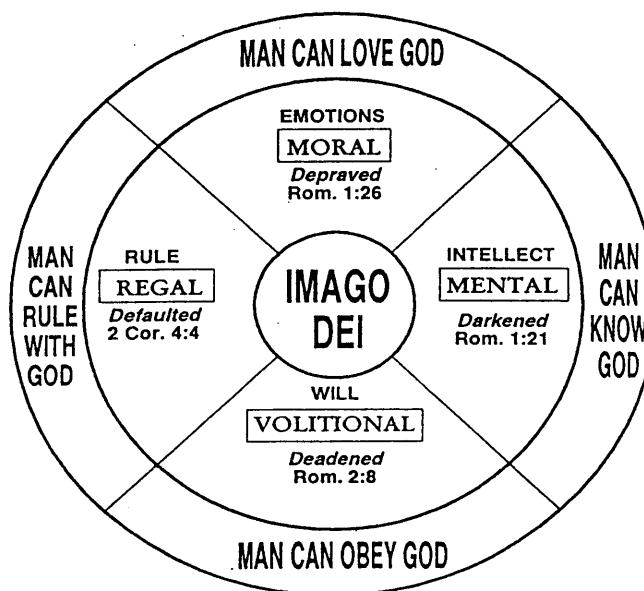 MAN CAN LOVE GOD
EMOTIONS
MORAL
Depraved
Rom. 1:26
MAN
CAN
RULE
WITH
GOD
RULE
REGAL
Defaulted
2 Cor. 4:4
IMAGO
DEI
INTELLECT
MENTAL
Darkened
Rom. 1:21
MAN
CAN
KNOW
GOD
WILL
VOLITIONAL
Deadened
Rom. 2:8
MAN CAN OBEY GOD